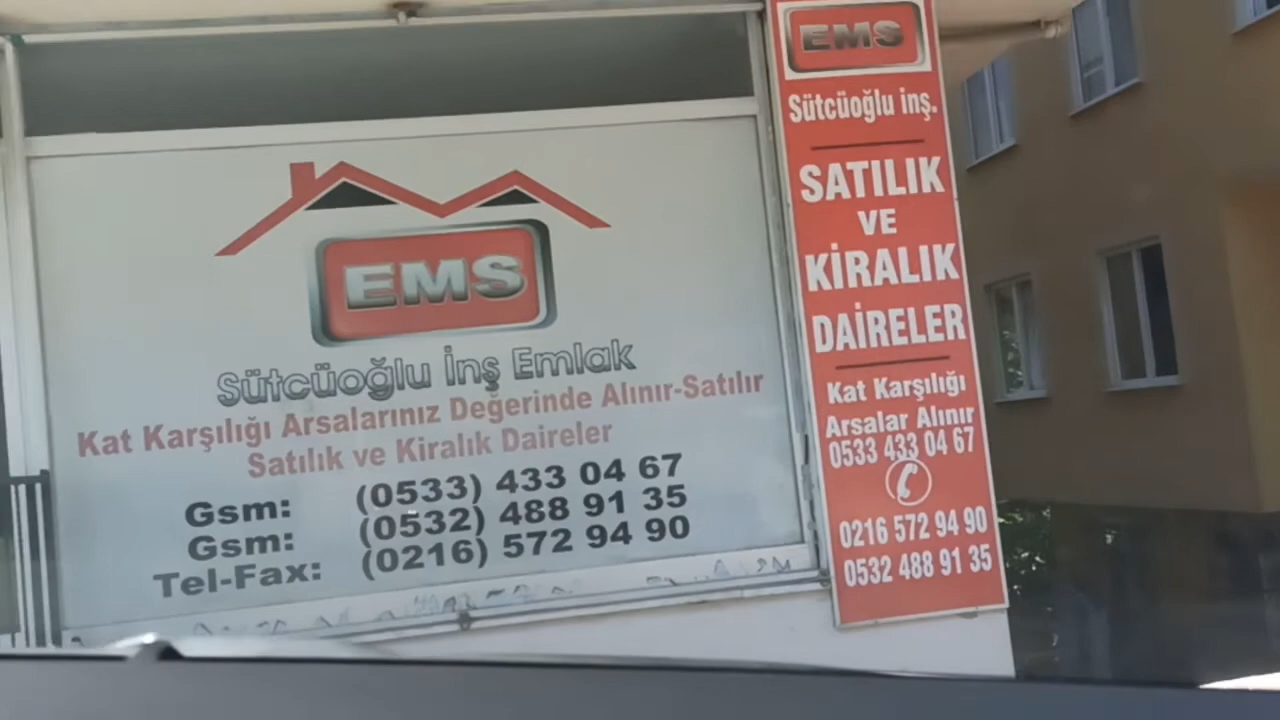 EMS
Sütcüoğlu İnş Emlak
Kat Karşılığı Arsalarınız Değerinde Alınır-Satılır
Satılık ve Kiralık Daireler
Gsm: (0533) 433 04 67
Gsm: (0532) 488 91 35
Tel-Fax: (0216) 572 94 90
EMS
Sütcüoğlu inş.
SATILIK
VE
KİRALIK
DAİRELER
Kat Karşılığı
Arsalar Alınır
0533 433 04 67
0216 572 94 90
0532 488 91 35